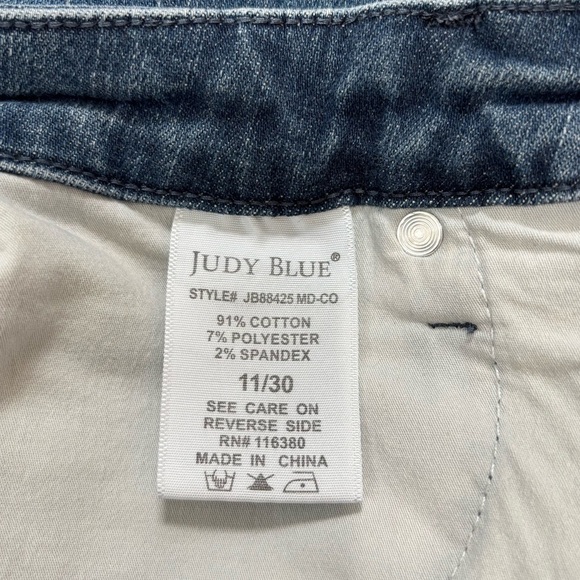 JUDY BLUE®
STYLE# JB88425 MD-CO
91% COTTON
7% POLYESTER
2% SPANDEX
11/30
SEE CARE ON
REVERSE SIDE
RN# 116380
MADE IN CHINA